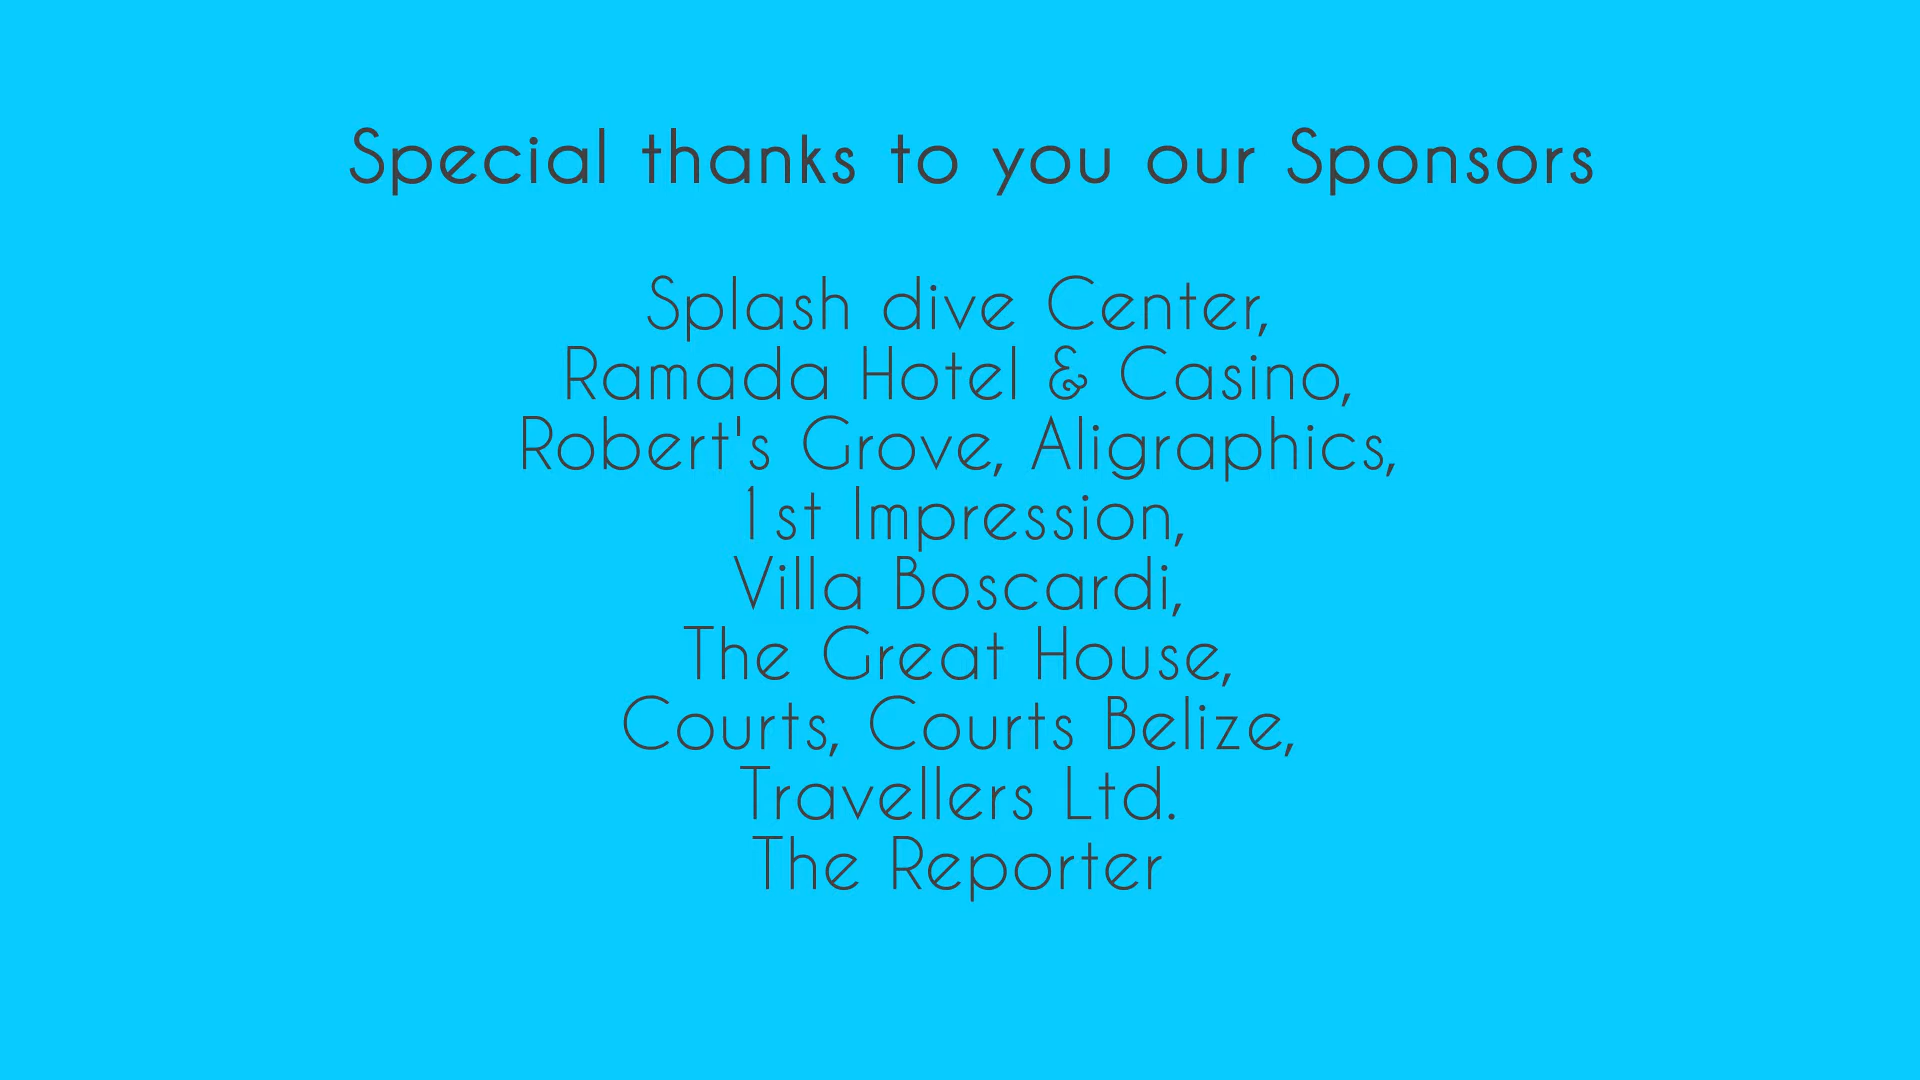 Special thanks to you our Sponsors
Splash dive Center,
Ramada Hotel & Casino,
Robert's Grove, Aligraphics,
1st Impression,
Villa Boscardi,
The Great House,
Courts, Courts Belize,
Travellers Ltd.
The Reporter